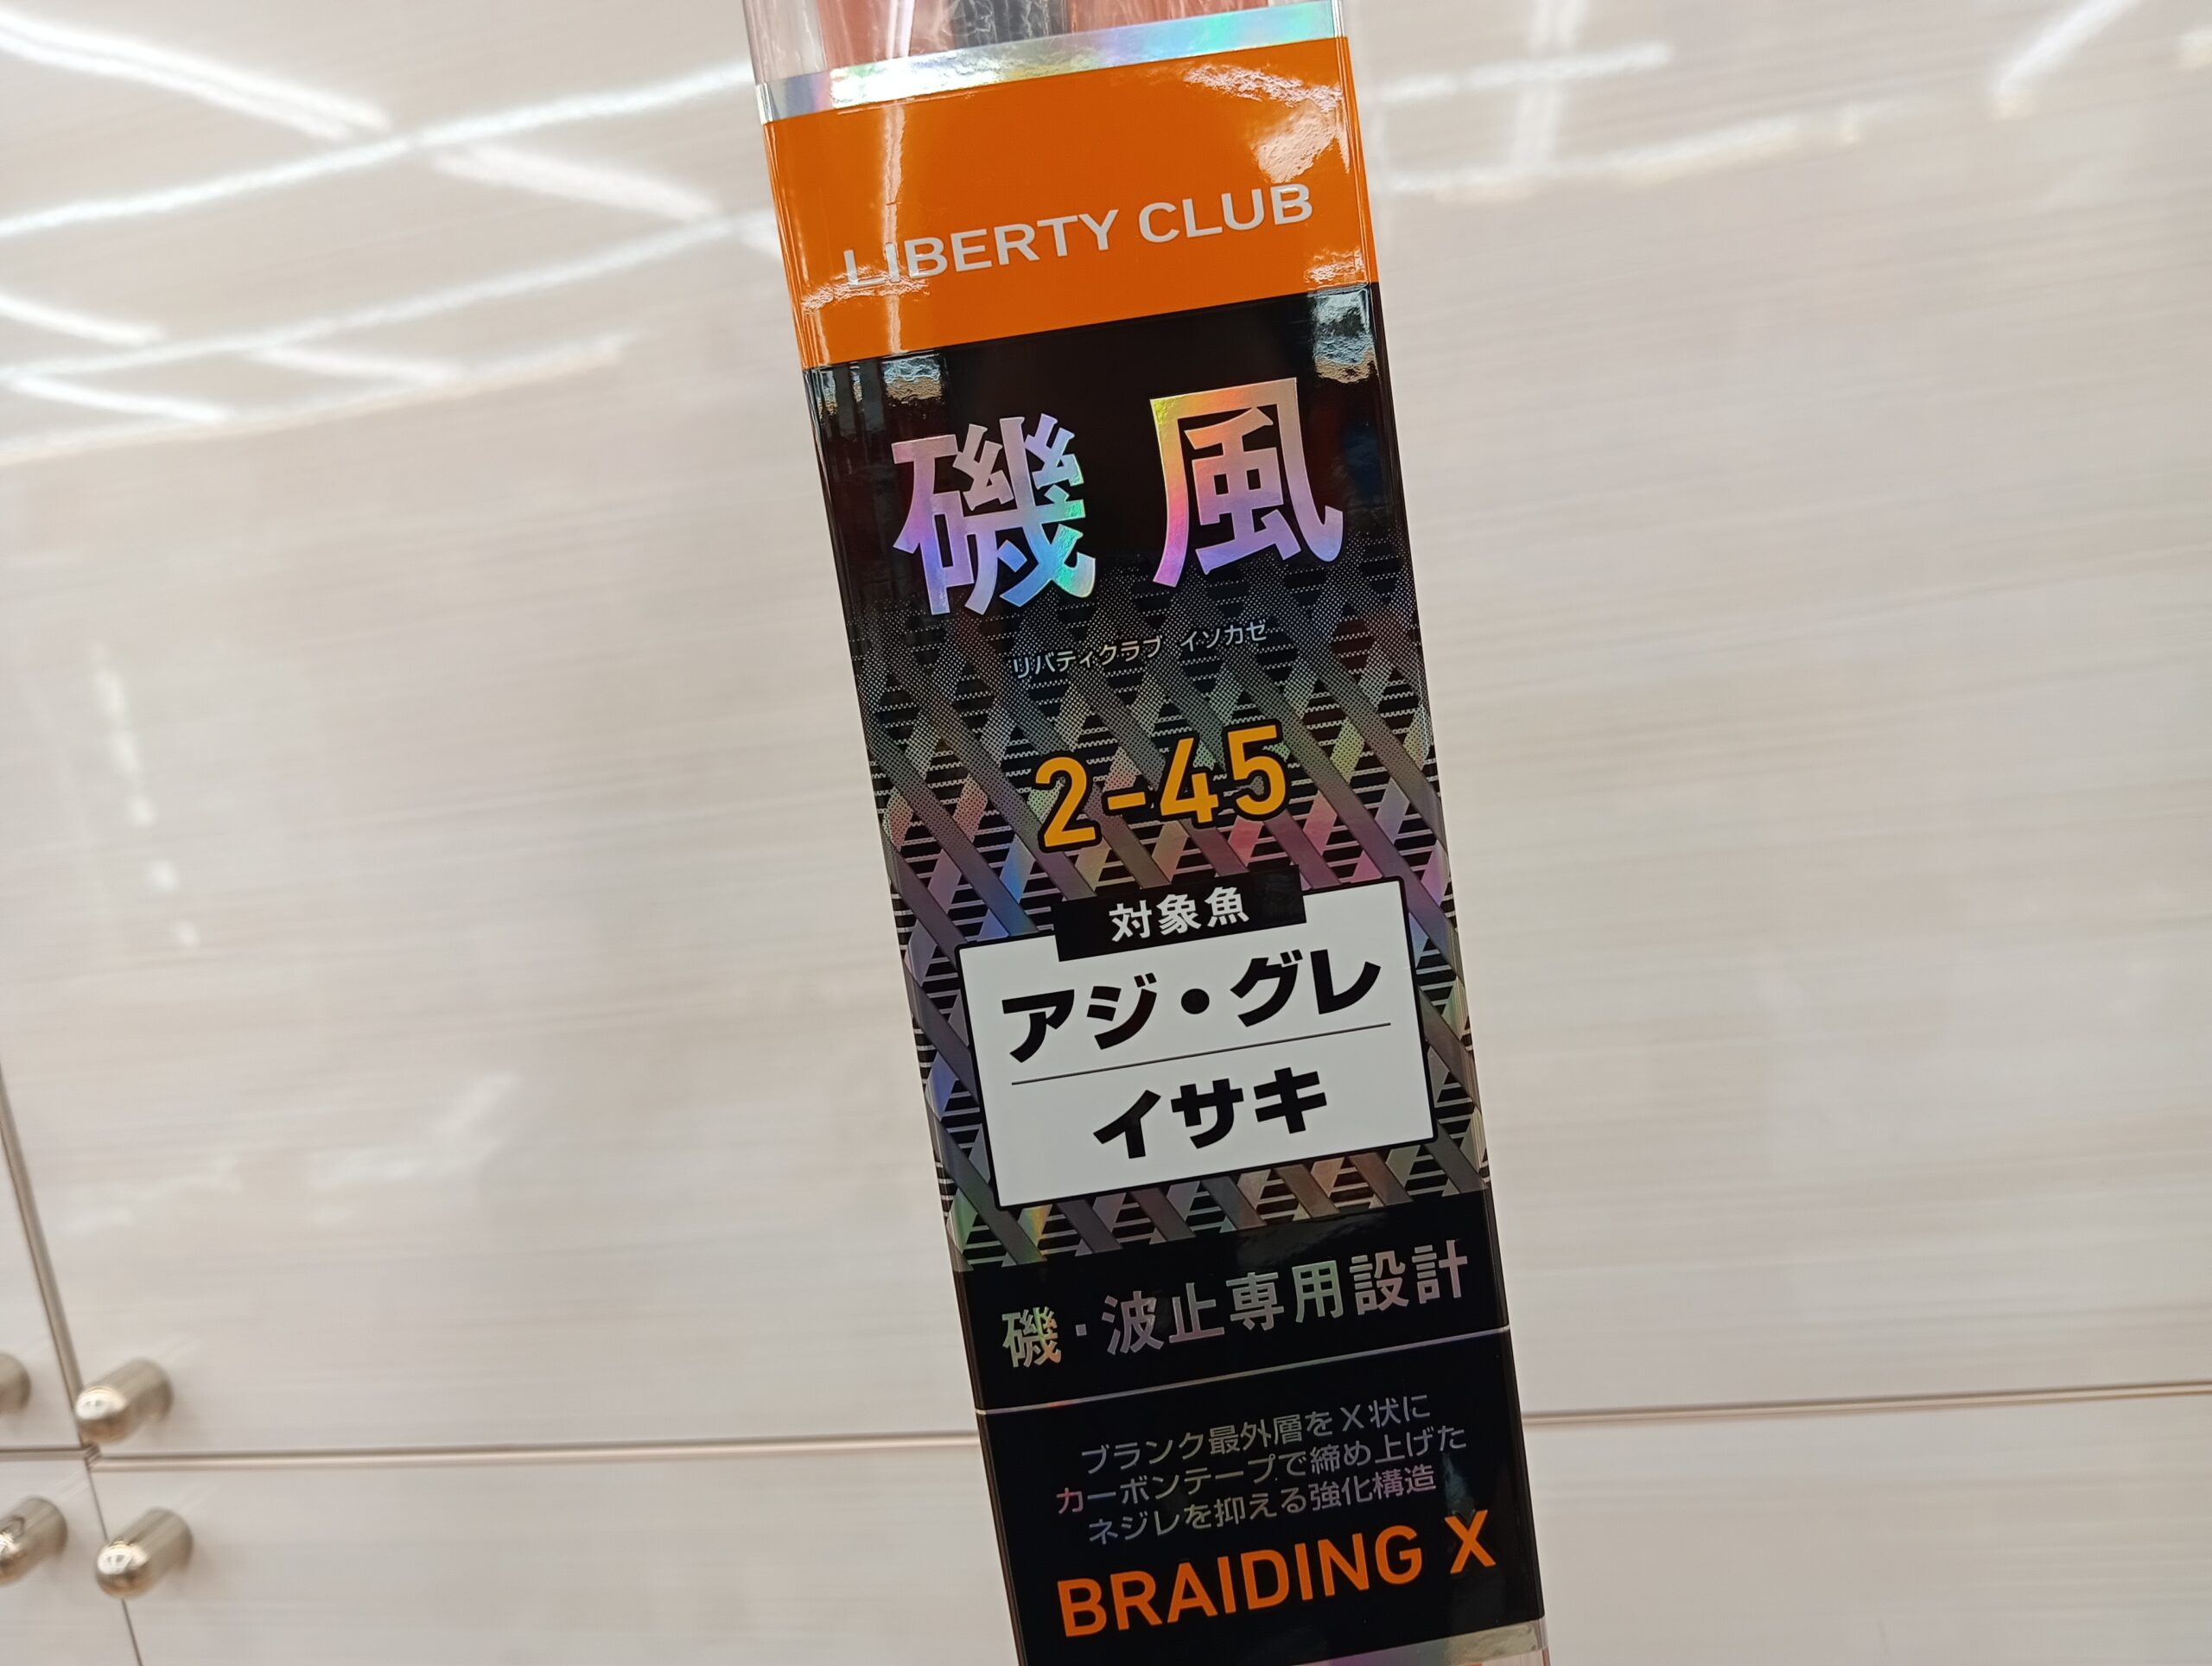 LIBERTY CLUB
磯風
リバティクラブ イソカゼ
2-45
対象魚
アジ・グレ
イサキ
磯・波止専用設計
ブランク最外層をX状に
カーボンテープで締め上げた
ネジレを抑える強化構造
BRAIDING X